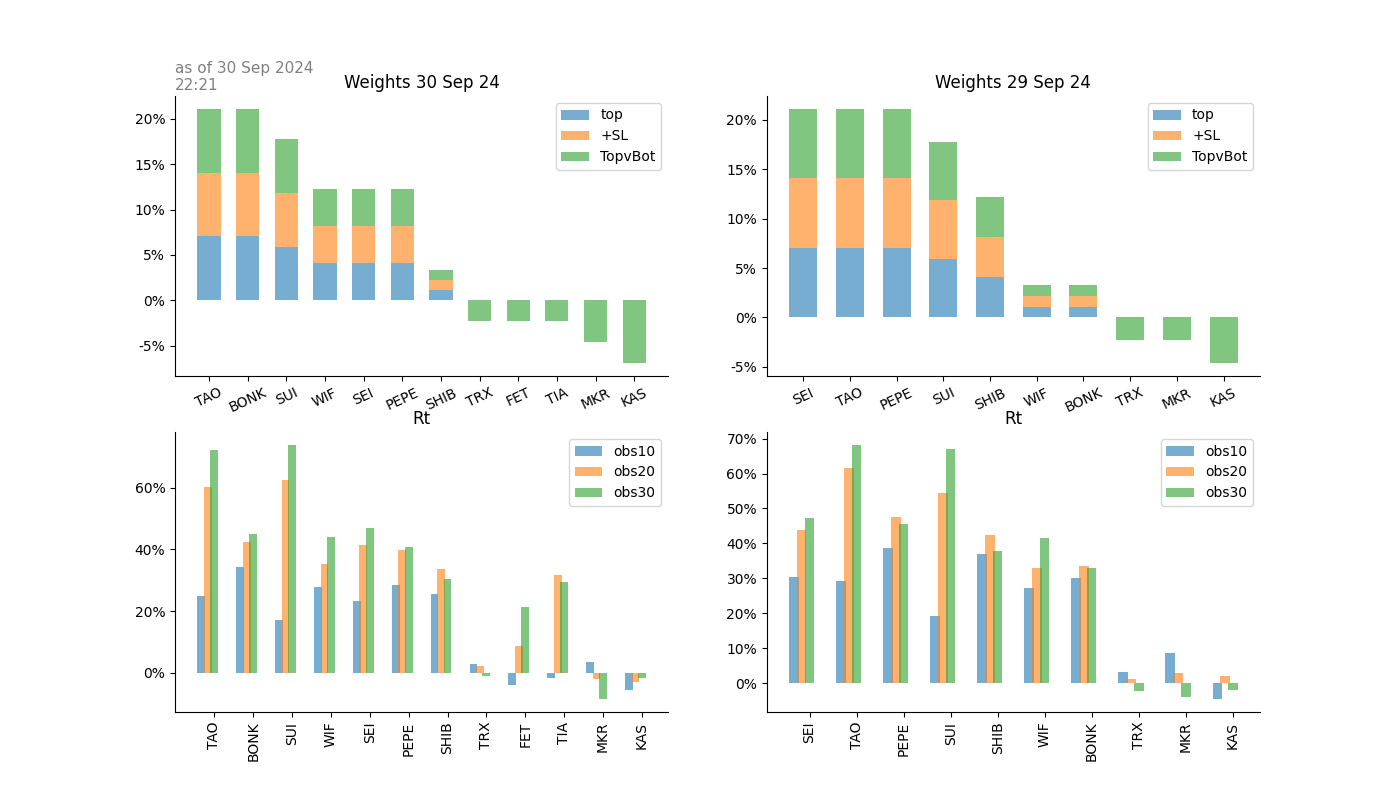 as of 30 Sep 2024
22:21
Weights 30 Sep 24
20%
15%
10%
5%
0%
-5%
top
+SL
TopvBot
TAO BONK SUI WIF SEI PEPE SHIB TRX FET TIA MKR KAS
Weights 29 Sep 24
20%
15%
10%
5%
0%
-5%
top
+SL
TopvBot
SEI TAO PEPE SUI SHIB WIF BONK TRX MKR KAS
Rt
60%
40%
20%
0%
obs10
obs20
obs30
TAO BONK SUI WIF SEI PEPE SHIB TRX FET TIA MKR KAS
Rt
70%
60%
50%
40%
30%
20%
10%
0%
obs10
obs20
obs30
SEI TAO PEPE SUI SHIB WIF BONK TRX MKR KAS